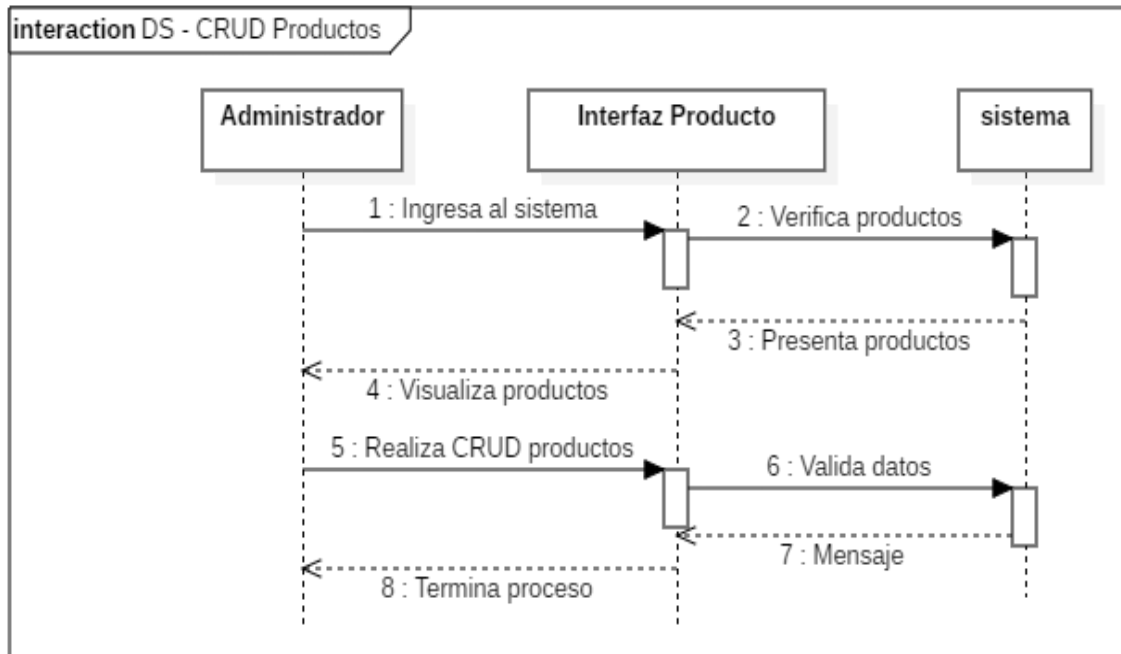 interaction DS - CRUD Productos
Administrador
Interfaz Producto
sistema
1 : Ingresa al sistema
2 : Verifica productos
3 : Presenta productos
4 : Visualiza productos
5 : Realiza CRUD productos
6 : Valida datos
7 : Mensaje
8 : Termina proceso